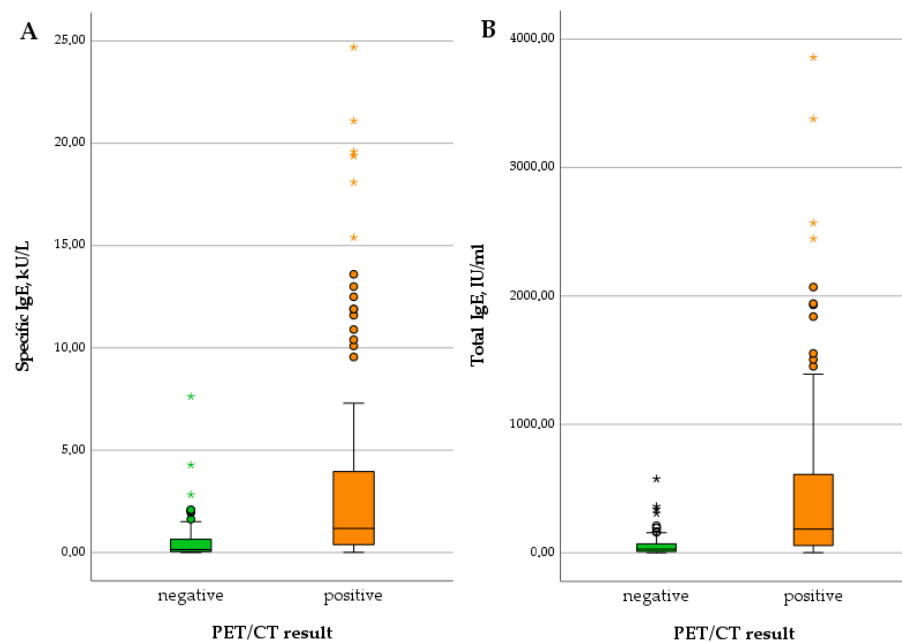 A
25,00
20,00
15,00
10,00
5,00
0,00
Specific IgE, kU/L
negative
positive
PET/CT result
B
4000,00
3000,00
2000,00
1000,00
0,00
Total IgE, IU/ml
negative
positive
PET/CT result